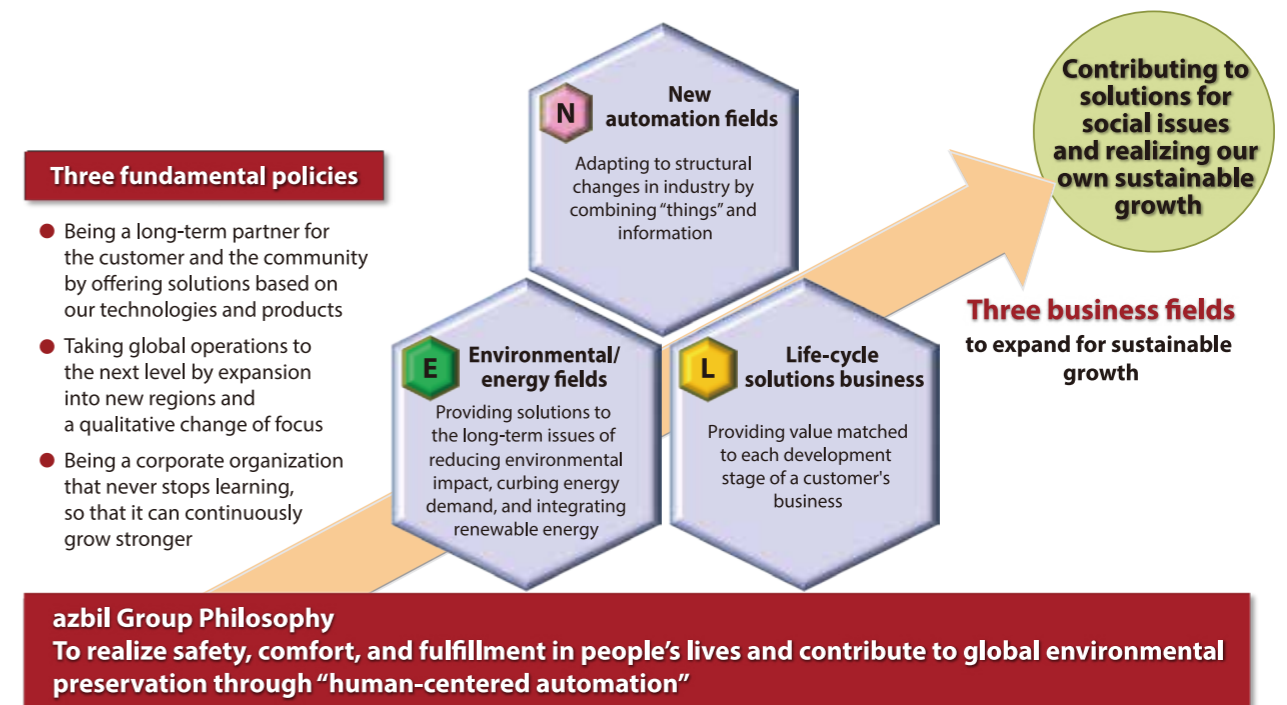 Three fundamental policies
● Being a long-term partner for
the customer and the community
by offering solutions based on
our technologies and products
● Taking global operations to
the next level by expansion
into new regions and
a qualitative change of focus
● Being a corporate organization
that never stops learning,
so that it can continuously
grow stronger
N
New
automation fields
Adapting to structural
changes in industry by
combining “things” and
information
E
Environmental/
energy fields
Providing solutions to
the long-term issues of
reducing environmental
impact, curbing energy
demand, and integrating
renewable energy
L
Life-cycle
solutions business
Providing value matched
to each development
stage of a customer's
business
Contributing to
solutions for
social issues
and realizing our
own sustainable
growth
Three business fields
to expand for sustainable
growth
azbil Group Philosophy
To realize safety, comfort, and fulfillment in people’s lives and contribute to global environmental
preservation through “human-centered automation”